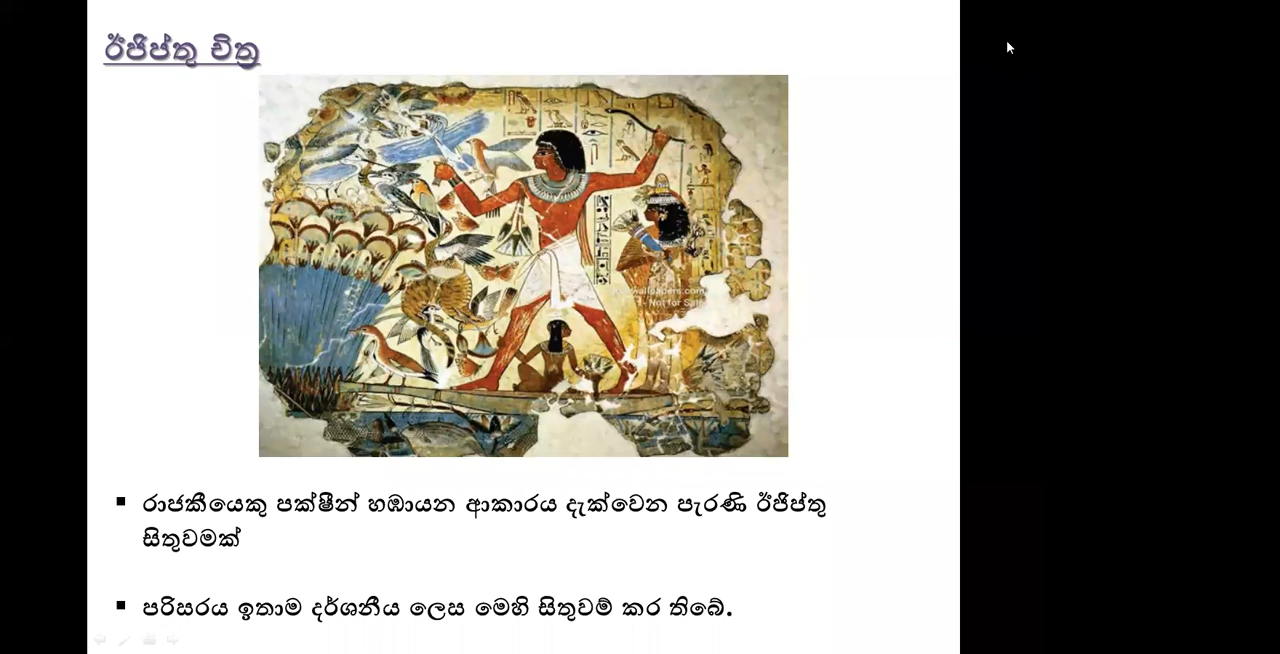 ඊජිප්තු චිත්‍ර
රාජකීයෙකු පක්ෂීන් හඹායන ආකාරය දැක්වෙන පැරණි ඊජිප්තු
සිතුවමක්
පරිසරය ඉතාම දර්ශනීය ලෙස මෙහි සිතුවම් කර තිබේ.